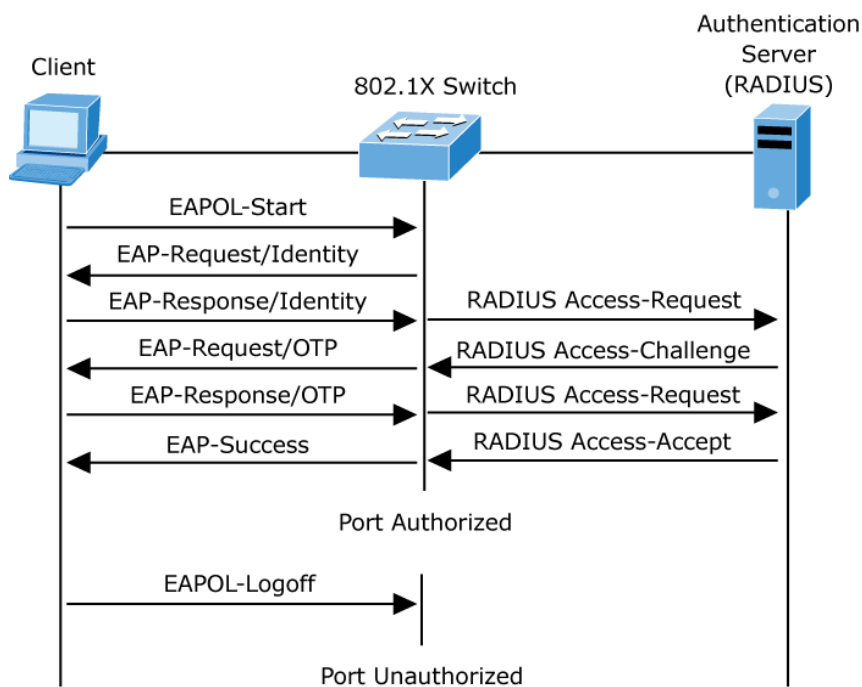 Authentication
Server
(RADIUS)
Client
802.1X Switch
EAPOL-Start
EAP-Request/Identity
EAP-Response/Identity
RADIUS Access-Request
EAP-Request/OTP
RADIUS Access-Challenge
EAP-Response/OTP
RADIUS Access-Request
EAP-Success
RADIUS Access-Accept
Port Authorized
EAPOL-Logoff
Port Unauthorized